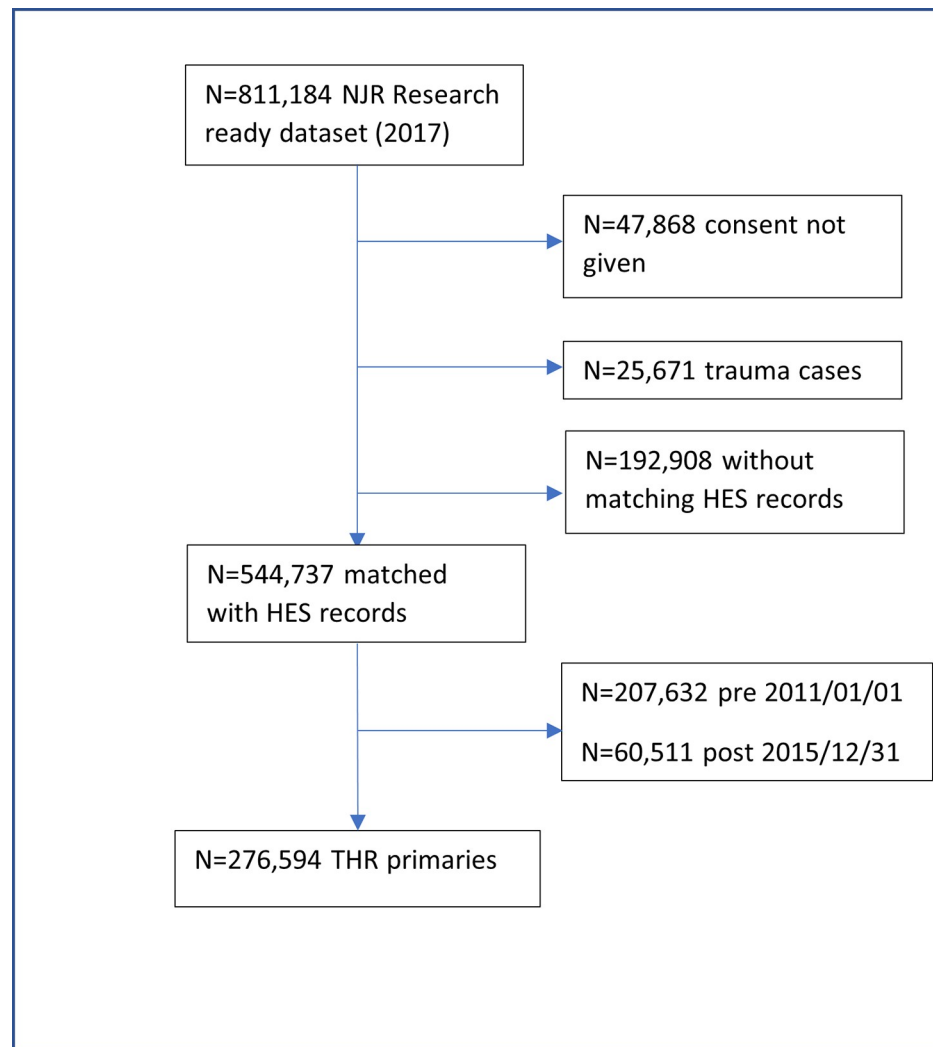 N=811,184 NJR Research
ready dataset (2017)
N=47,868 consent not
given
N=25,671 trauma cases
N=192,908 without
matching HES records
N=544,737 matched
with HES records
N=207,632 pre 2011/01/01
N=60,511 post 2015/12/31
N=276,594 THR primaries